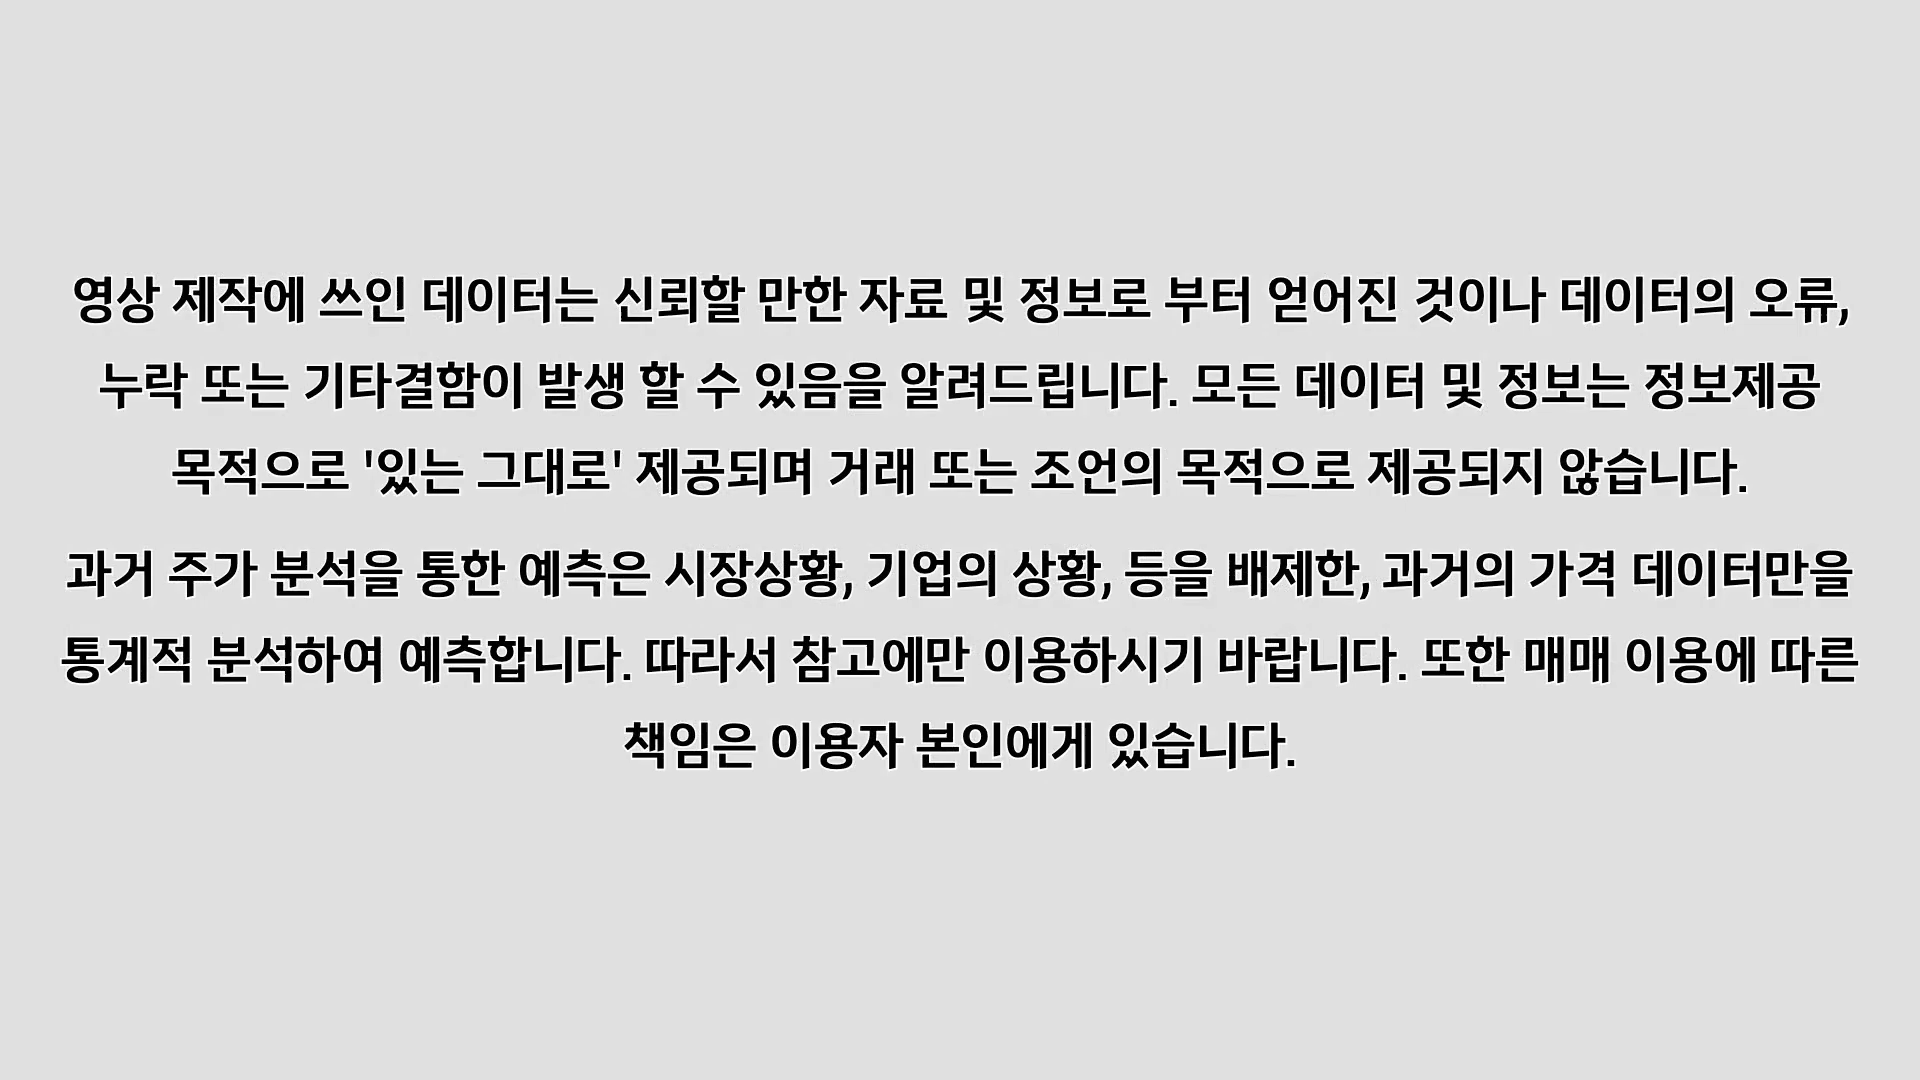 영상 제작에 쓰인 데이터는 신뢰할 만한 자료 및 정보로 부터 얻어진 것이나 데이터의 오류,
누락 또는 기타결함이 발생 할 수 있음을 알려드립니다. 모든 데이터 및 정보는 정보제공
목적으로 '있는 그대로' 제공되며 거래 또는 조언의 목적으로 제공되지 않습니다.
과거 주가 분석을 통한 예측은 시장상황, 기업의 상황, 등을 배제한, 과거의 가격 데이터만을
통계적 분석하여 예측합니다. 따라서 참고에만 이용하시기 바랍니다. 또한 매매 이용에 따른
책임은 이용자 본인에게 있습니다.